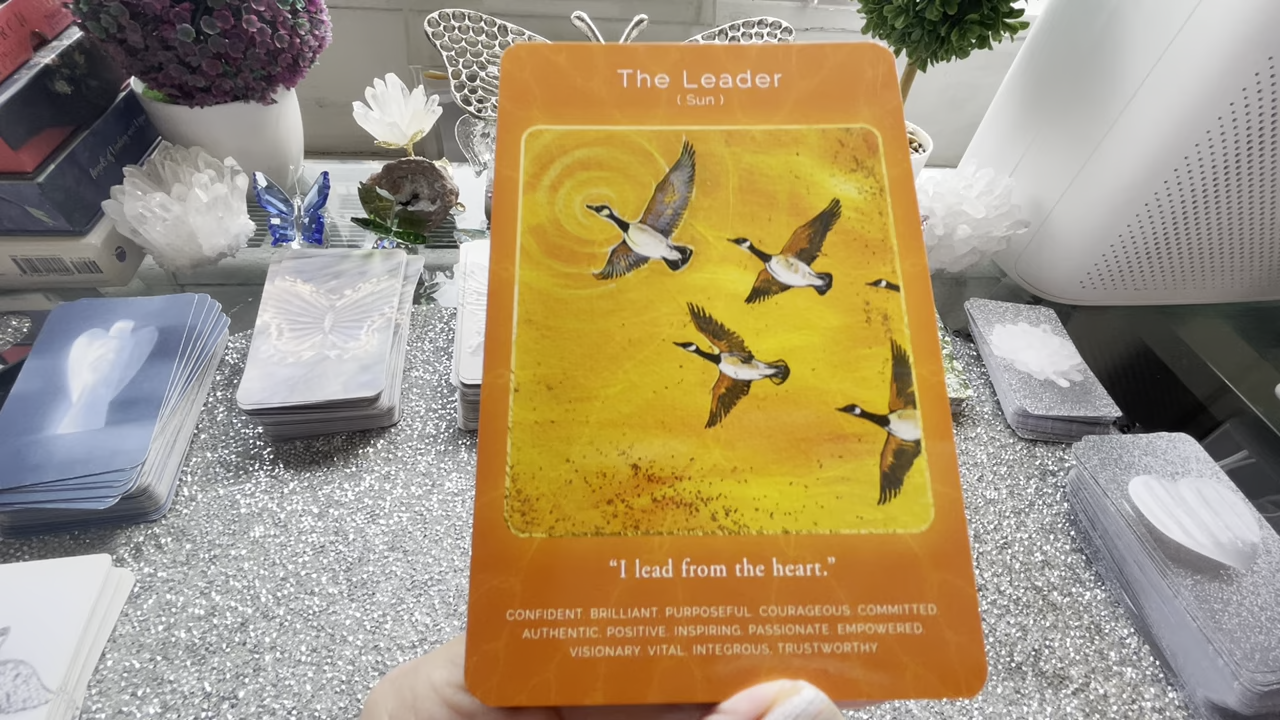 The Leader
( Sun )
“I lead from the heart.”
CONFIDENT. BRILLIANT. PURPOSEFUL. COURAGEOUS. COMMITTED.
AUTHENTIC. POSITIVE. INSPIRING. PASSIONATE. EMPOWERED.
VISIONARY. VITAL. INTEGROUS. TRUSTWORTHY